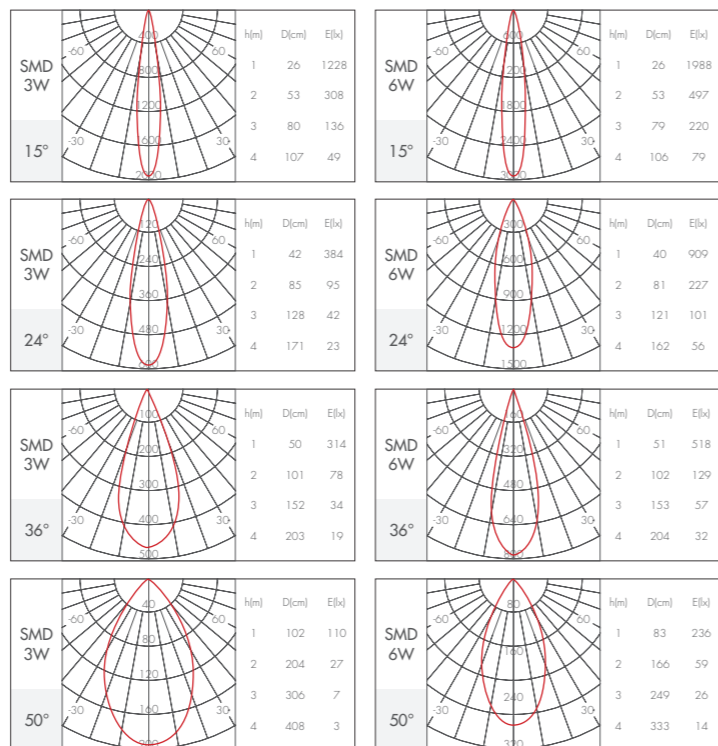 SMD
3W
15°
400
800
1200
1600
2000
-60
60
-30
30
h(m) D(cm) E(lx)
1 26 1228
2 53 308
3 80 136
4 107 49
SMD
6W
15°
600
1200
1800
2400
3000
-60
60
-30
30
h(m) D(cm) E(lx)
1 26 1988
2 53 497
3 79 220
4 106 79
SMD
3W
24°
120
240
360
480
600
-60
60
-30
30
h(m) D(cm) E(lx)
1 42 384
2 85 95
3 128 42
4 171 23
SMD
6W
24°
300
600
900
1200
1500
-60
60
-30
30
h(m) D(cm) E(lx)
1 40 909
2 81 227
3 121 101
4 162 56
SMD
3W
36°
100
200
300
400
500
-60
60
-30
30
h(m) D(cm) E(lx)
1 50 314
2 101 78
3 152 34
4 203 19
SMD
6W
36°
160
320
480
640
800
-60
60
-30
30
h(m) D(cm) E(lx)
1 51 518
2 102 129
3 153 57
4 204 32
SMD
3W
50°
40
80
120
160
200
-60
60
-30
30
h(m) D(cm) E(lx)
1 102 110
2 204 27
3 306 7
4 408 3
SMD
6W
50°
80
160
240
320
-60
60
-30
30
h(m) D(cm) E(lx)
1 83 236
2 166 59
3 249 26
4 333 14